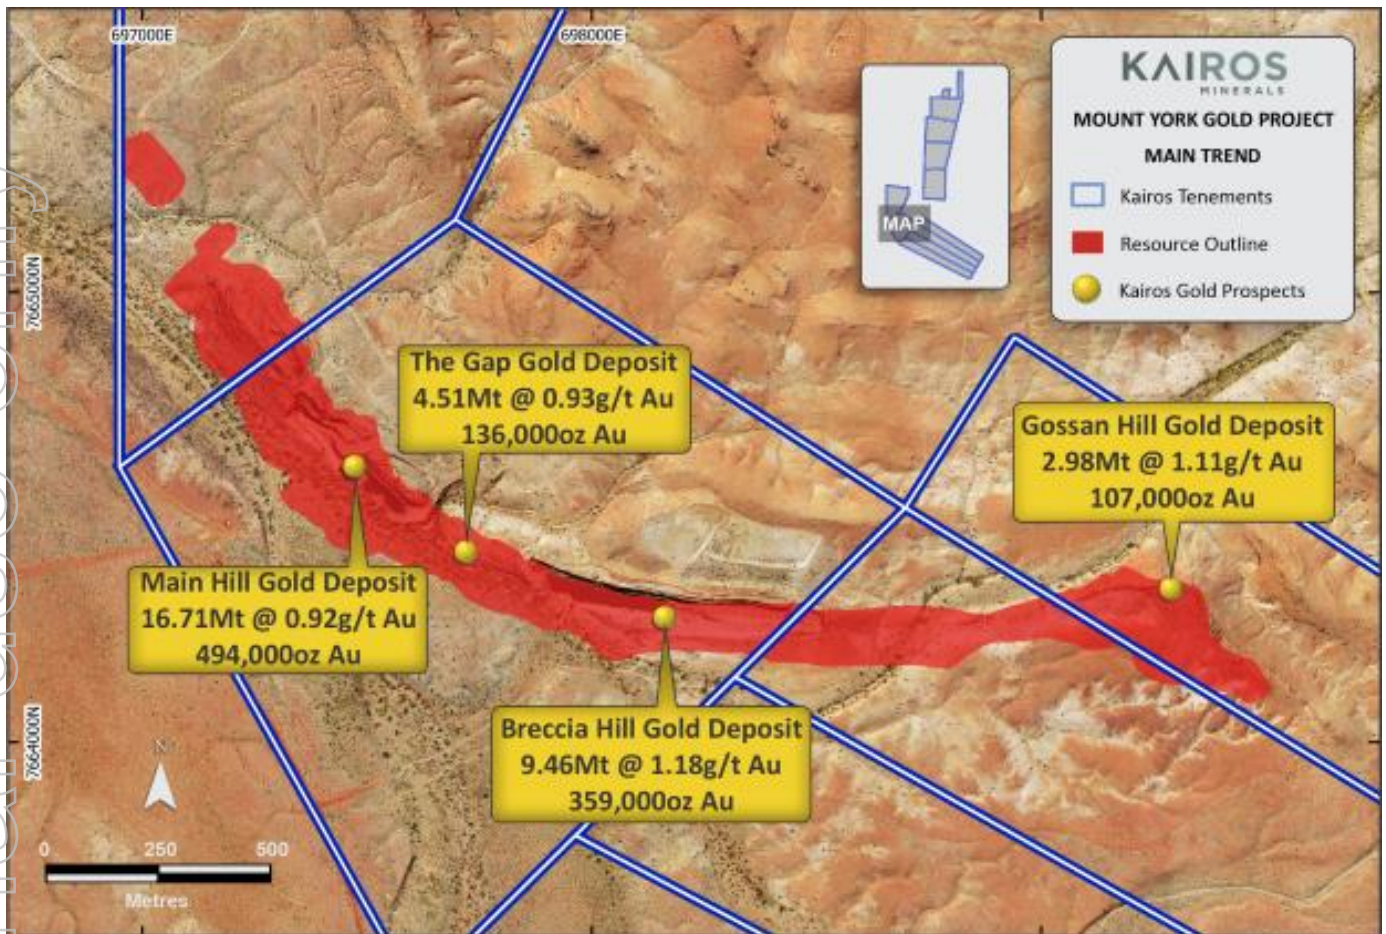 697000E
698000E
KAIROS
MINERALS
MOUNT YORK GOLD PROJECT
MAIN TREND
Kairos Tenements
Resource Outline
Kairos Gold Prospects
MAP
7665000N
The Gap Gold Deposit
4.51Mt @ 0.93g/t Au
136,000oz Au
Gossan Hill Gold Deposit
2.98Mt @ 1.11g/t Au
107,000oz Au
Main Hill Gold Deposit
16.71Mt @ 0.92g/t Au
494,000oz Au
Breccia Hill Gold Deposit
9.46Mt @ 1.18g/t Au
359,000oz Au
7664000N
N
0 250 500
Metres